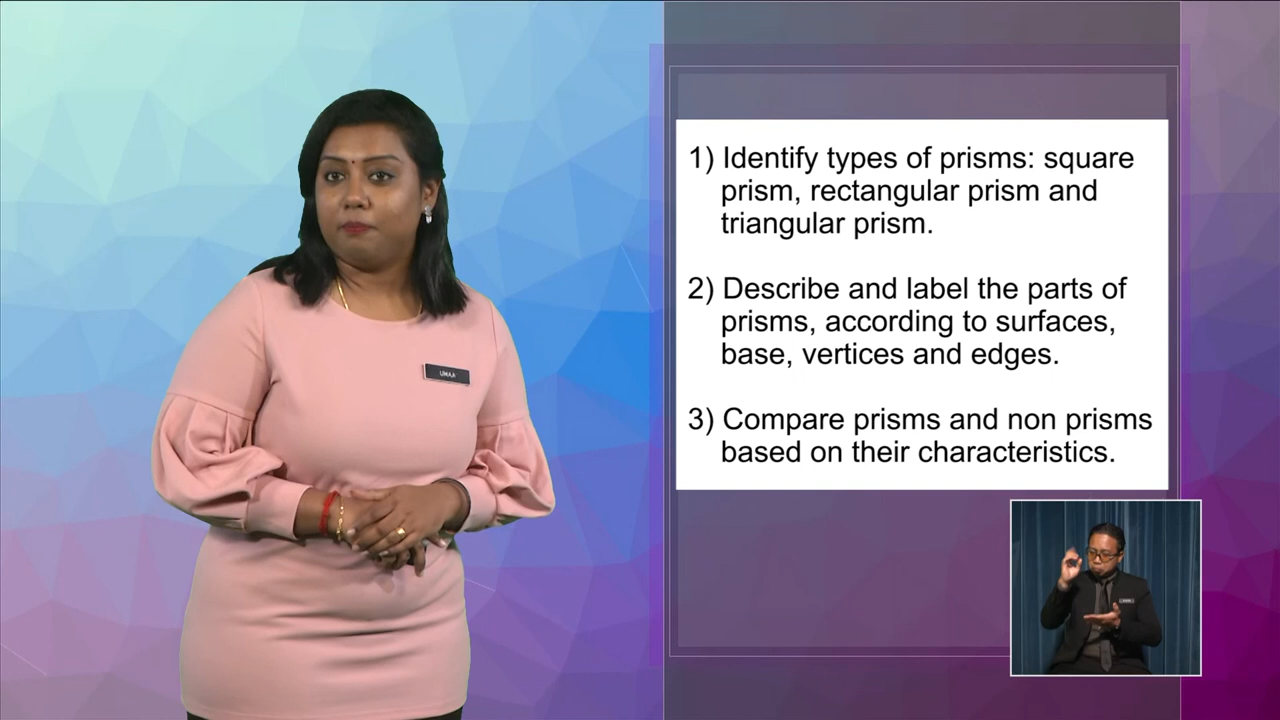 1) Identify types of prisms: square
prism, rectangular prism and
triangular prism.
2) Describe and label the parts of
prisms, according to surfaces,
base, vertices and edges.
3) Compare prisms and non prisms
based on their characteristics.